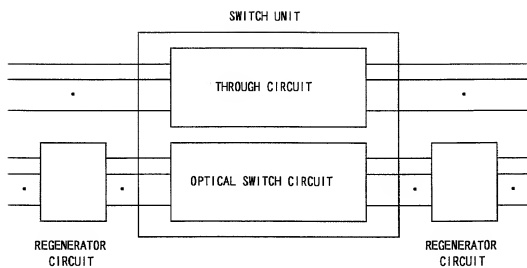 SWITCH UNIT
THROUGH CIRCUIT
OPTICAL SWITCH CIRCUIT
REGENERATOR
CIRCUIT
REGENERATOR
CIRCUIT